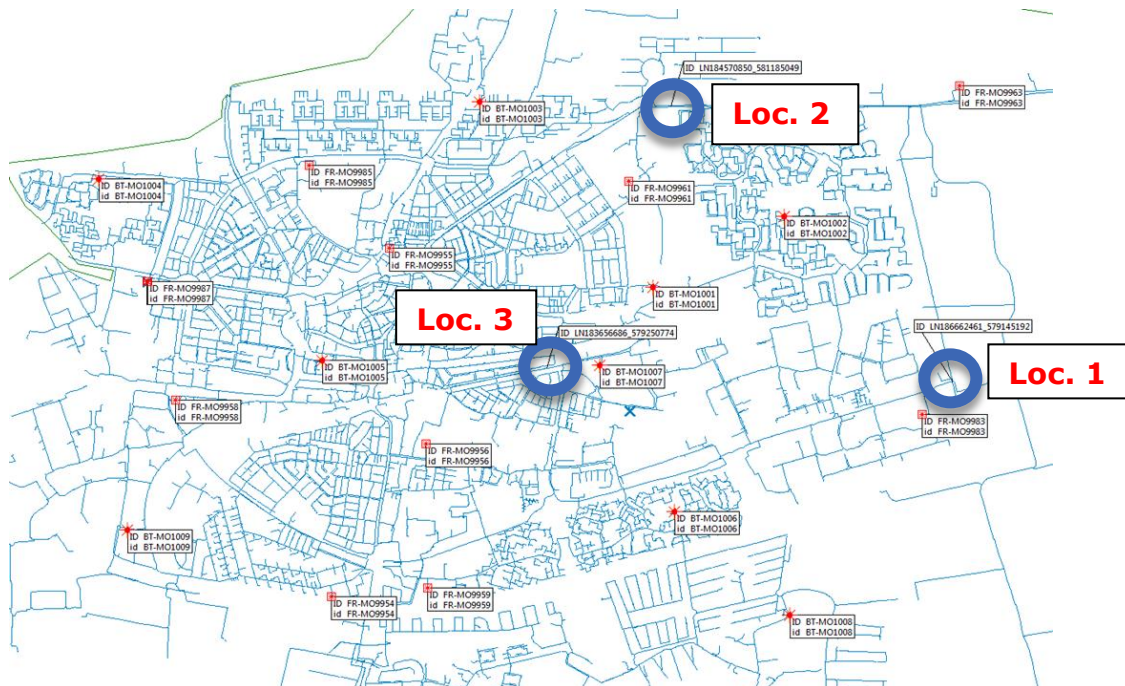 ID LN184570850_581185049
ID FR-MO9963
id FR-MO9963
Loc. 2
ID BT-MO1003
id BT-MO1003
ID FR-MO9985
id FR-MO9985
ID BT-MO1004
id BT-MO1004
ID FR-MO9961
id FR-MO9961
ID BT-MO1002
id BT-MO1002
ID FR-MO9955
id FR-MO9955
ID FR-MO9987
id FR-MO9987
ID BT-MO1001
id BT-MO1001
Loc. 3
ID LN183656686_579250774
ID LN186662461_579145192
ID BT-MO1005
id BT-MO1005
ID BT-MO1007
id BT-MO1007
Loc. 1
ID FR-MO9958
id FR-MO9958
ID FR-MO9983
id FR-MO9983
ID FR-MO9956
id FR-MO9956
ID BT-MO1006
id BT-MO1006
ID BT-MO1009
id BT-MO1009
ID FR-MO9959
id FR-MO9959
ID FR-MO9954
id FR-MO9954
ID BT-MO1008
id BT-MO1008